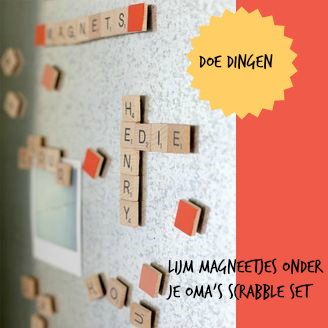 MAGNETS
DOE DINGEN
HENRY
EDIE
LIJM MAGNEETJES ONDER
JE OMA'S SCRABBLE SET